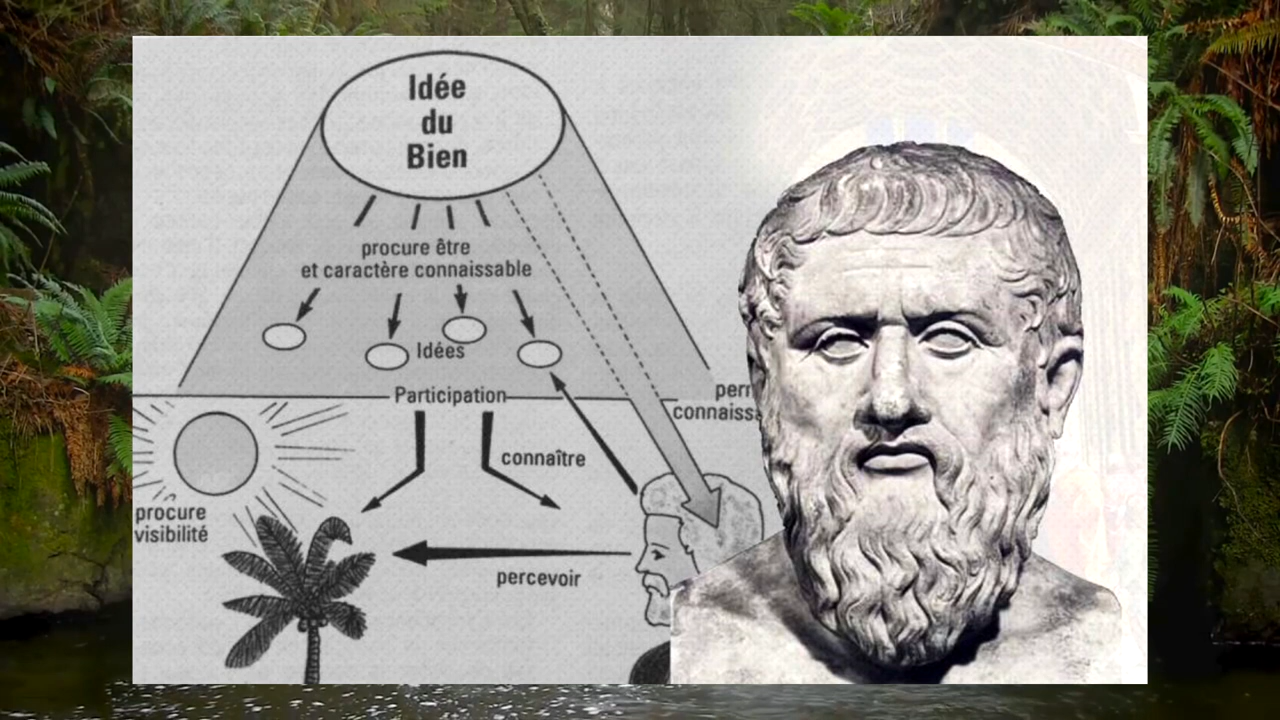 Idée
du
Bien
procure être
et caractère connaissable
Idées
Participation
connaître
procure
visibilité
percevoir